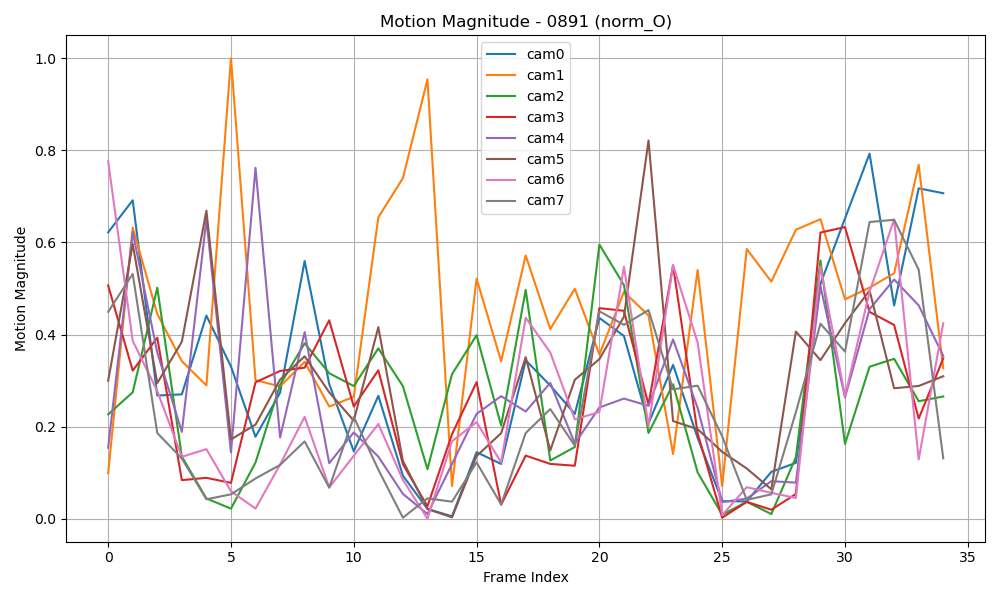 Motion Magnitude - 0891 (norm_O)
cam0
cam1
cam2
cam3
cam4
cam5
cam6
cam7
Motion Magnitude
1.0
0.8
0.6
0.4
0.2
0.0
0 5 10 15 20 25 30 35
Frame Index